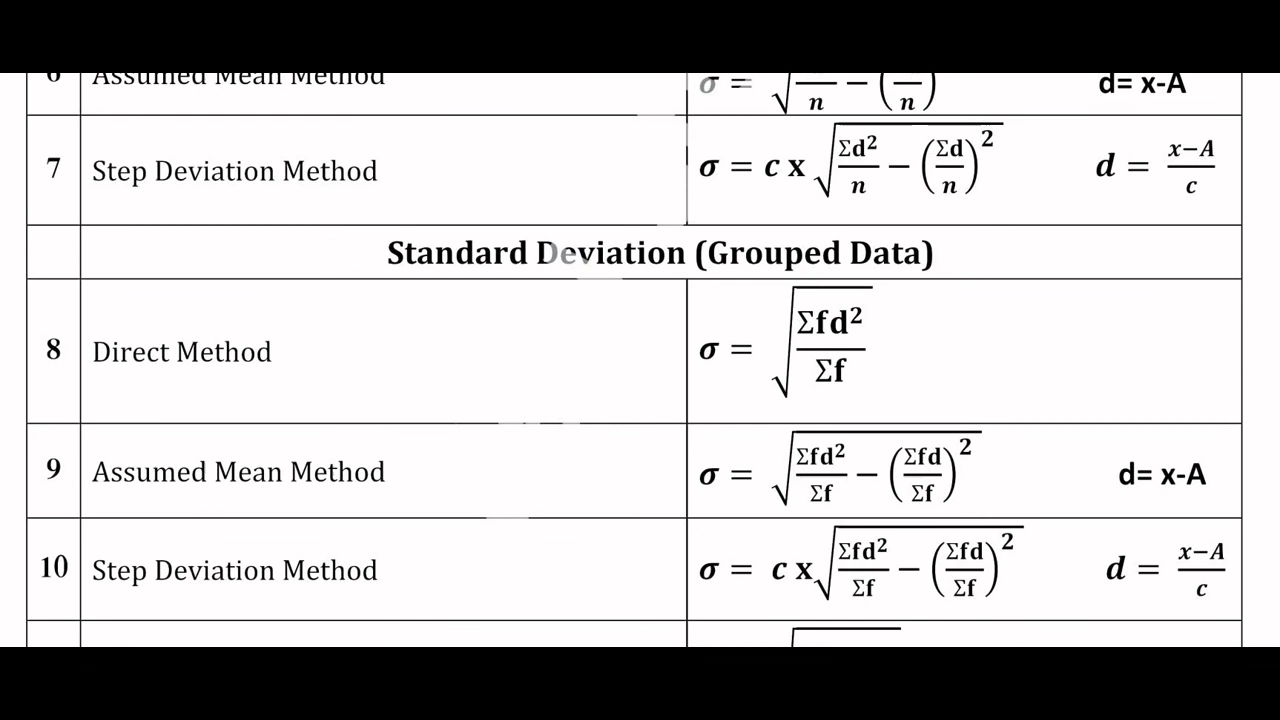 6 Assumed Mean Method σ = √ n − ( n ) d= x-A
7 Step Deviation Method σ = c x √(Σd²/n − (Σd/n)²) d = x−A/c
Standard Deviation (Grouped Data)
8 Direct Method σ = √(Σfd²/Σf)
9 Assumed Mean Method σ = √(Σfd²/Σf − (Σfd/Σf)²) d= x-A
10 Step Deviation Method σ = c x √(Σfd²/Σf − (Σfd/Σf)²) d = x−A/c